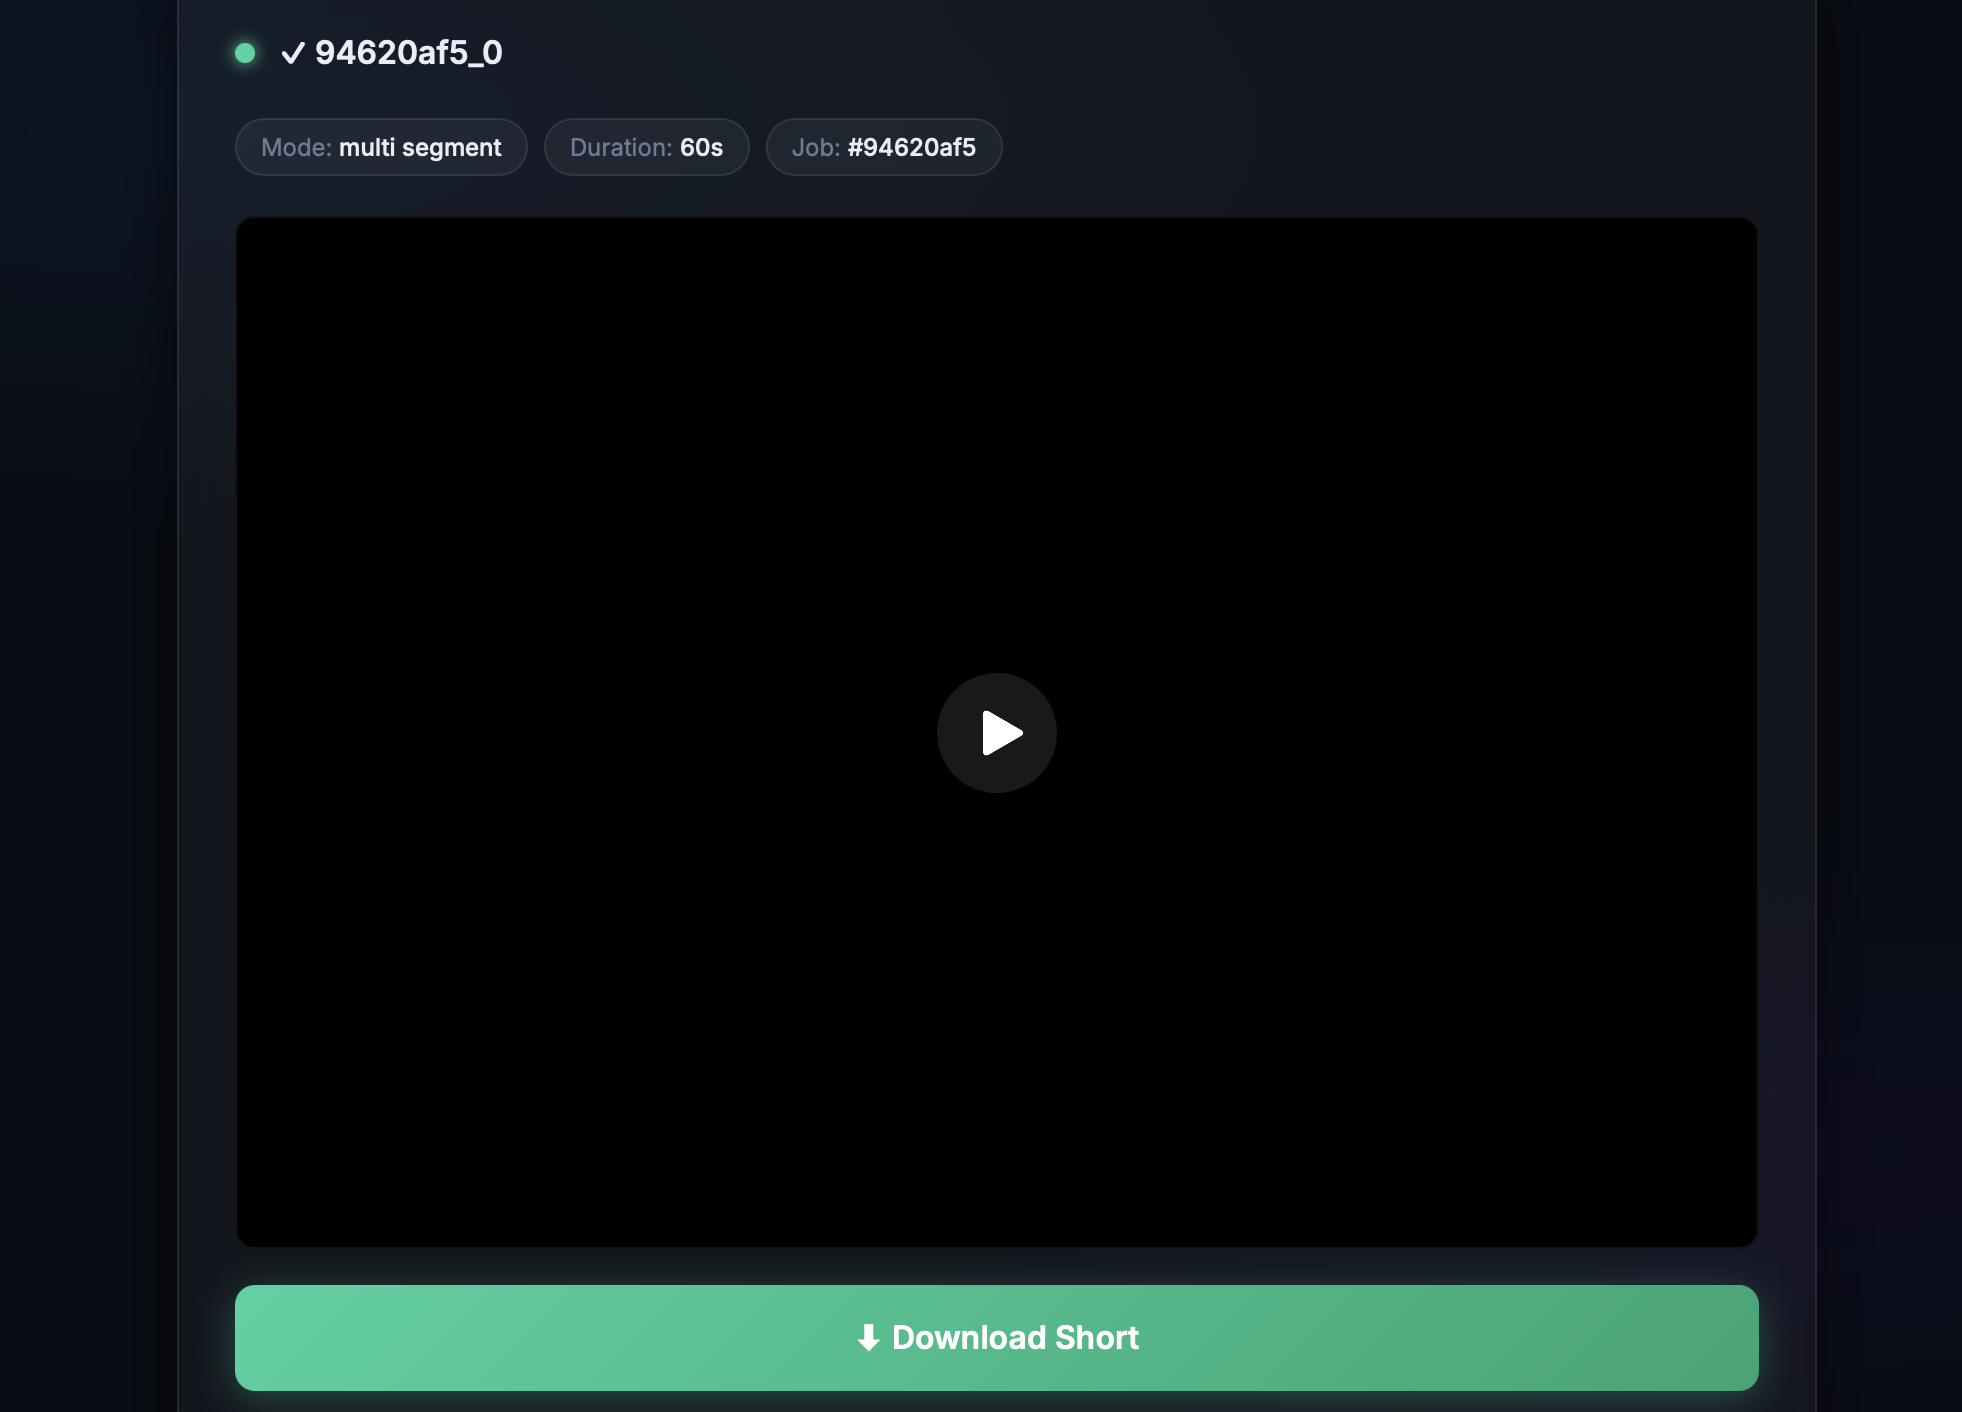 ✓ 94620af5_0
Mode: multi segment Duration: 60s Job: #94620af5
⬇ Download Short